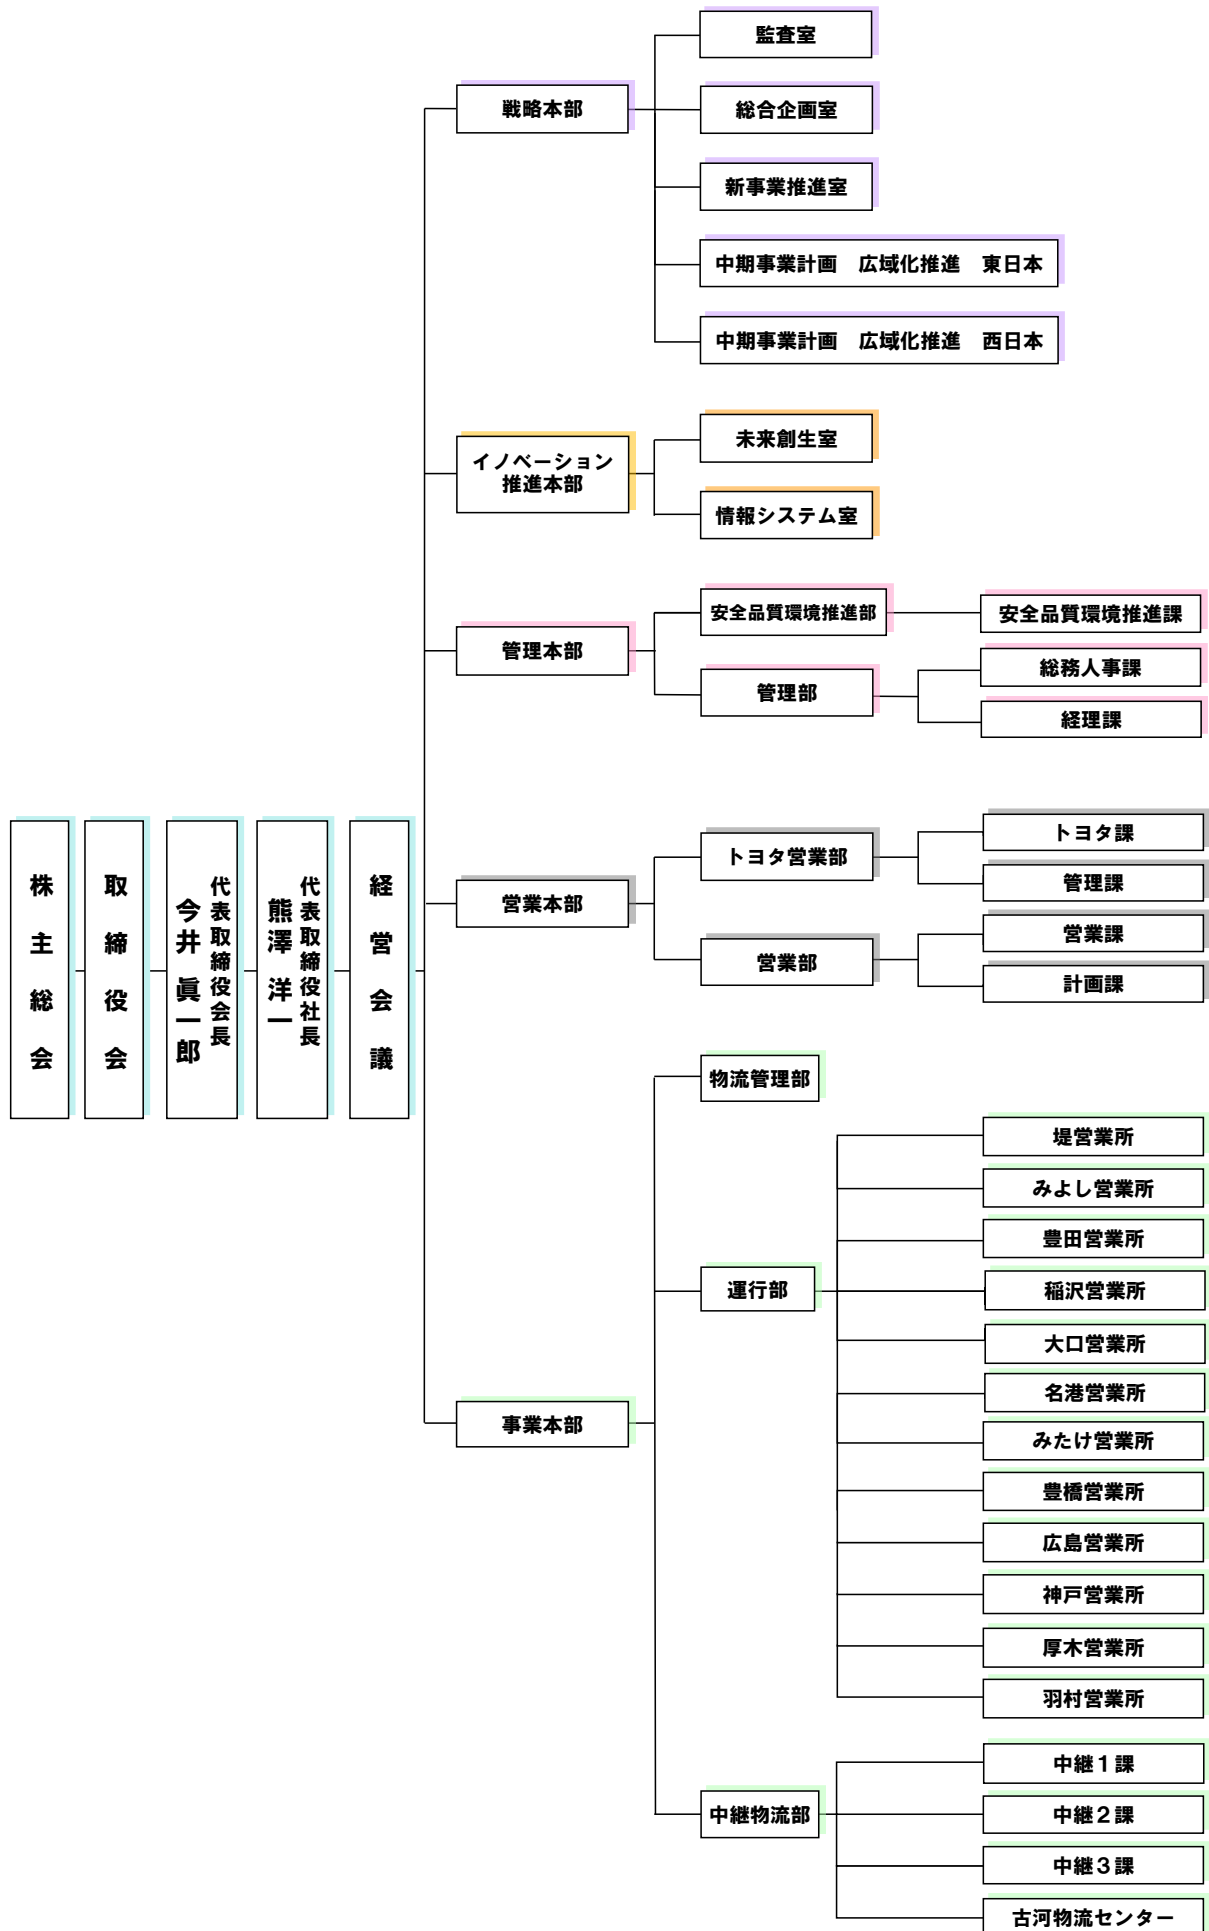 株主総会
取締役会
代表取締役会長
今井 眞一郎
代表取締役社長
熊澤 洋一
経営会議
戦略本部
監査室
総合企画室
新事業推進室
中期事業計画　広域化推進　東日本
中期事業計画　広域化推進　西日本
イノベーション
推進本部
未来創生室
情報システム室
管理本部
安全品質環境推進部
安全品質環境推進課
管理部
総務人事課
経理課
営業本部
トヨタ営業部
トヨタ課
管理課
営業部
営業課
計画課
事業本部
物流管理部
運行部
堤営業所
みよし営業所
豊田営業所
稲沢営業所
大口営業所
名港営業所
みたけ営業所
豊橋営業所
広島営業所
神戸営業所
厚木営業所
羽村営業所
中継物流部
中継１課
中継２課
中継３課
古河物流センター